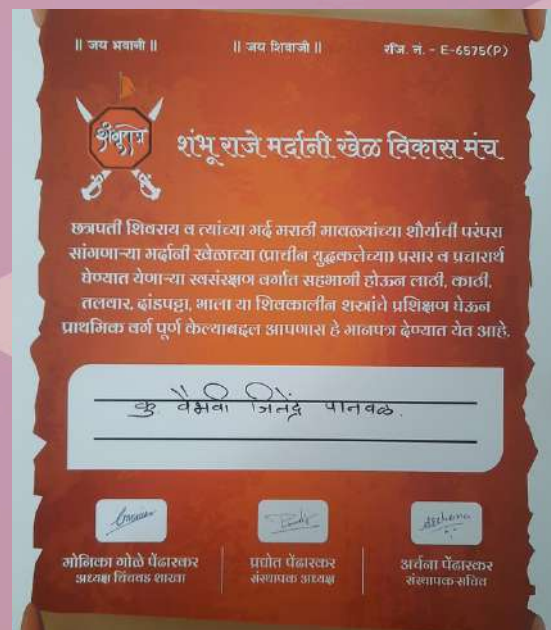 || जय भवानी ||
|| जय शिवाजी ||
रजि. नं. - E-6575(P)
शंभूराजे
शंभू राजे मर्दानी खेळ विकास मंच
छत्रपती शिवराय व त्यांच्या मर्द मराठी मावळ्यांच्या शौर्याची परंपरा
सांगणाऱ्या मर्दानी खेळाच्या (प्राचीन युद्धकलेच्या) प्रसार व प्रचारार्थ
घेण्यात येणाऱ्या स्वसंरक्षण वर्गात सहभागी होऊन लाठी, काठी,
तलवार, दांडपट्टा, भाला या शिवकालीन शस्त्रांचे प्रशिक्षण घेऊन
प्राथमिक वर्ग पूर्ण केल्याबद्दल आपणास हे मानपत्र देण्यात येत आहे.
कु. वैभवी जितेंद्र पानवळ.
मोनिका गोळे पेंढारकर
अध्यक्ष चिंचवड शाखा
प्रद्योत पेंढारकर
संस्थापक अध्यक्ष
अर्चना पेंढारकर
संस्थापक सचिव